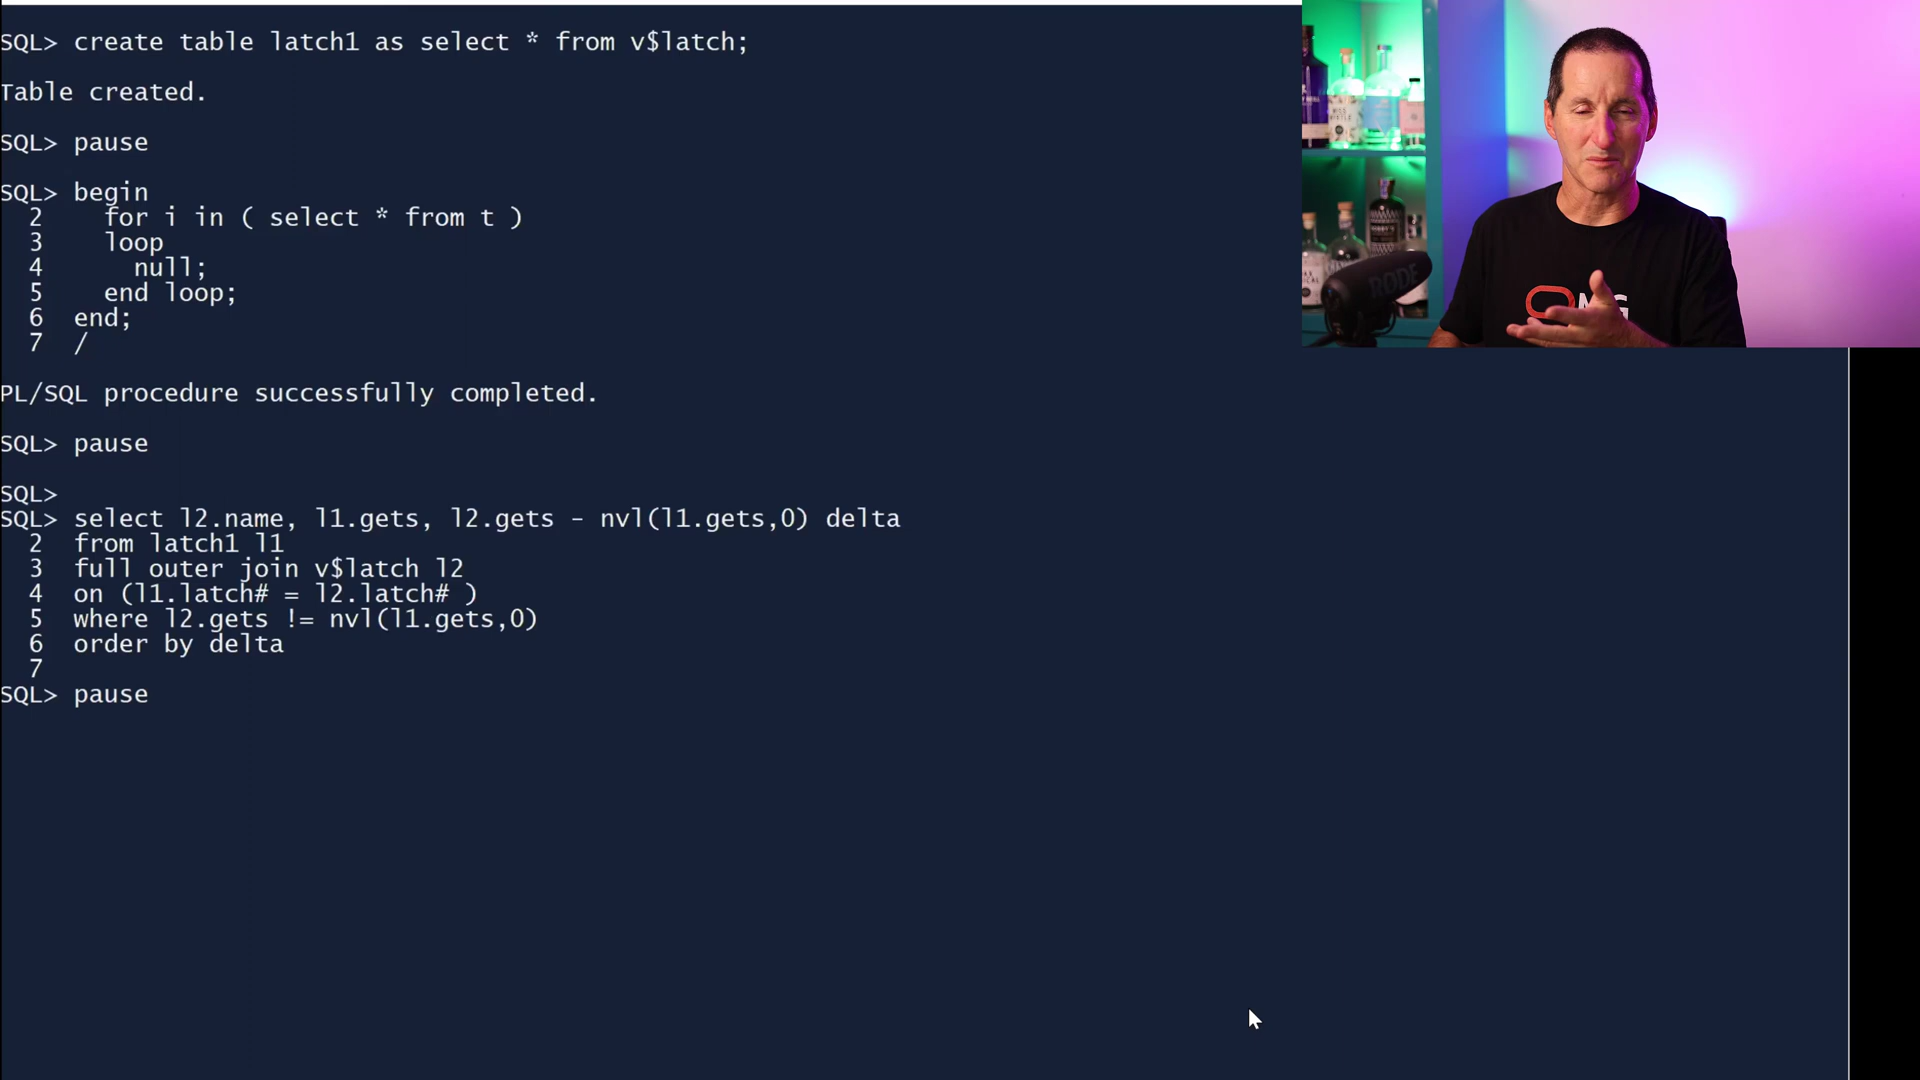 SQL> create table latch1 as select * from v$latch;
Table created.
SQL> pause
SQL> begin
2 for i in ( select * from t )
3 loop
4 null;
5 end loop;
6 end;
7 /
PL/SQL procedure successfully completed.
SQL> pause
SQL>
SQL> select l2.name, l1.gets, l2.gets - nvl(l1.gets,0) delta
2 from latch1 l1
3 full outer join v$latch l2
4 on (l1.latch# = l2.latch# )
5 where l2.gets != nvl(l1.gets,0)
6 order by delta
7
SQL> pause
RODE